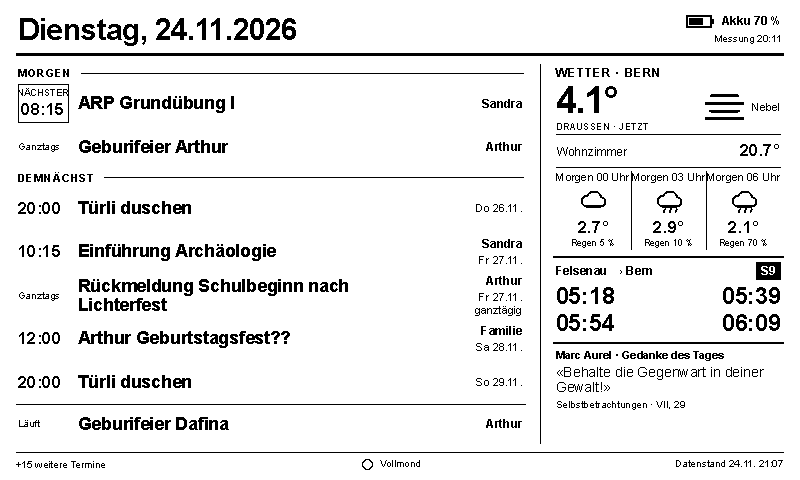 Dienstag, 24.11.2026
Akku 70 %
Messung 20:11
MORGEN
NÄCHSTER
08:15
ARP Grundübung I
Sandra
Ganztags
Geburifeier Arthur
Arthur
DEMNÄCHST
20:00
Türli duschen
Do 26.11.
10:15
Einführung Archäologie
Sandra
Fr 27.11.
Ganztags
Rückmeldung Schulbeginn nach
Lichterfest
Arthur
Fr 27.11.
ganztägig
12:00
Arthur Geburtstagsfest??
Familie
Sa 28.11.
20:00
Türli duschen
So 29.11.
Läuft
Geburifeier Dafina
Arthur
WETTER · BERN
4.1°
Nebel
DRAUSSEN · JETZT
Wohnzimmer
20.7°
Morgen 00 Uhr
Morgen 03 Uhr
Morgen 06 Uhr
2.7°
2.9°
2.1°
Regen 5 %
Regen 10 %
Regen 70 %
Felsenau › Bern
S9
05:18
05:39
05:54
06:09
Marc Aurel · Gedanke des Tages
«Behalte die Gegenwart in deiner
Gewalt!»
Selbstbetrachtungen · VII, 29
+15 weitere Termine
Vollmond
Datenstand 24.11. 21:07